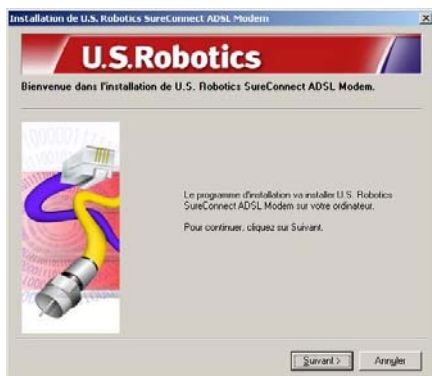 Installation de U.S. Robotics SureConnect ADSL Modem
U.S.Robotics
Bienvenue dans l'installation de U.S. Robotics SureConnect ADSL Modem.
Le programme d'installation va installer U.S. Robotics
SureConnect ADSL Modem sur votre ordinateur.
Pour continuer, cliquez sur Suivant.
Suivant >
Annuler